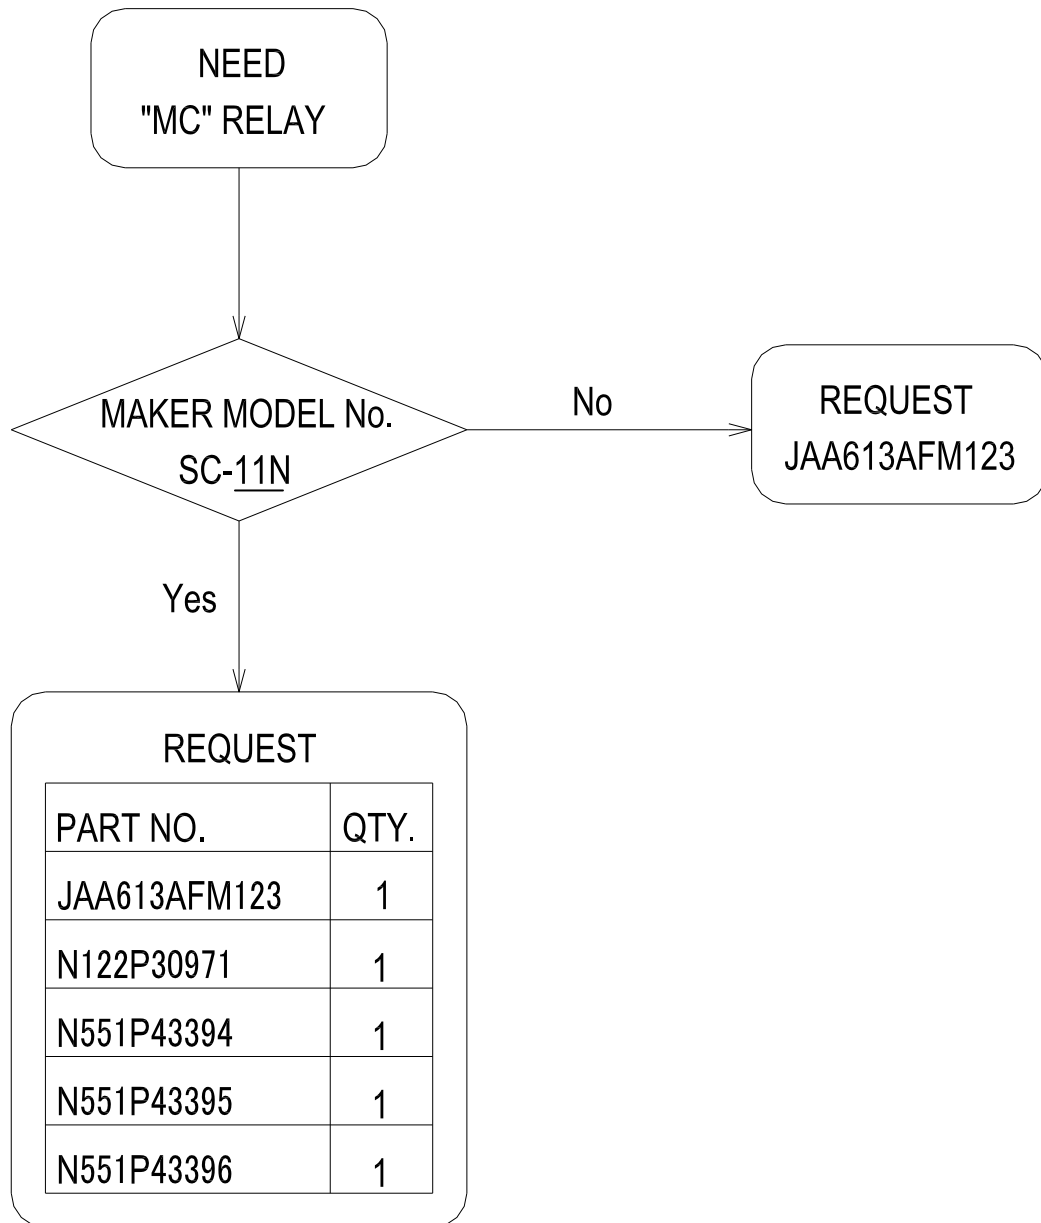 NEED
"MC" RELAY
MAKER MODEL No.
SC-11N
No
REQUEST
JAA613AFM123
Yes
REQUEST
PART NO. QTY.
JAA613AFM123 1
N122P30971 1
N551P43394 1
N551P43395 1
N551P43396 1